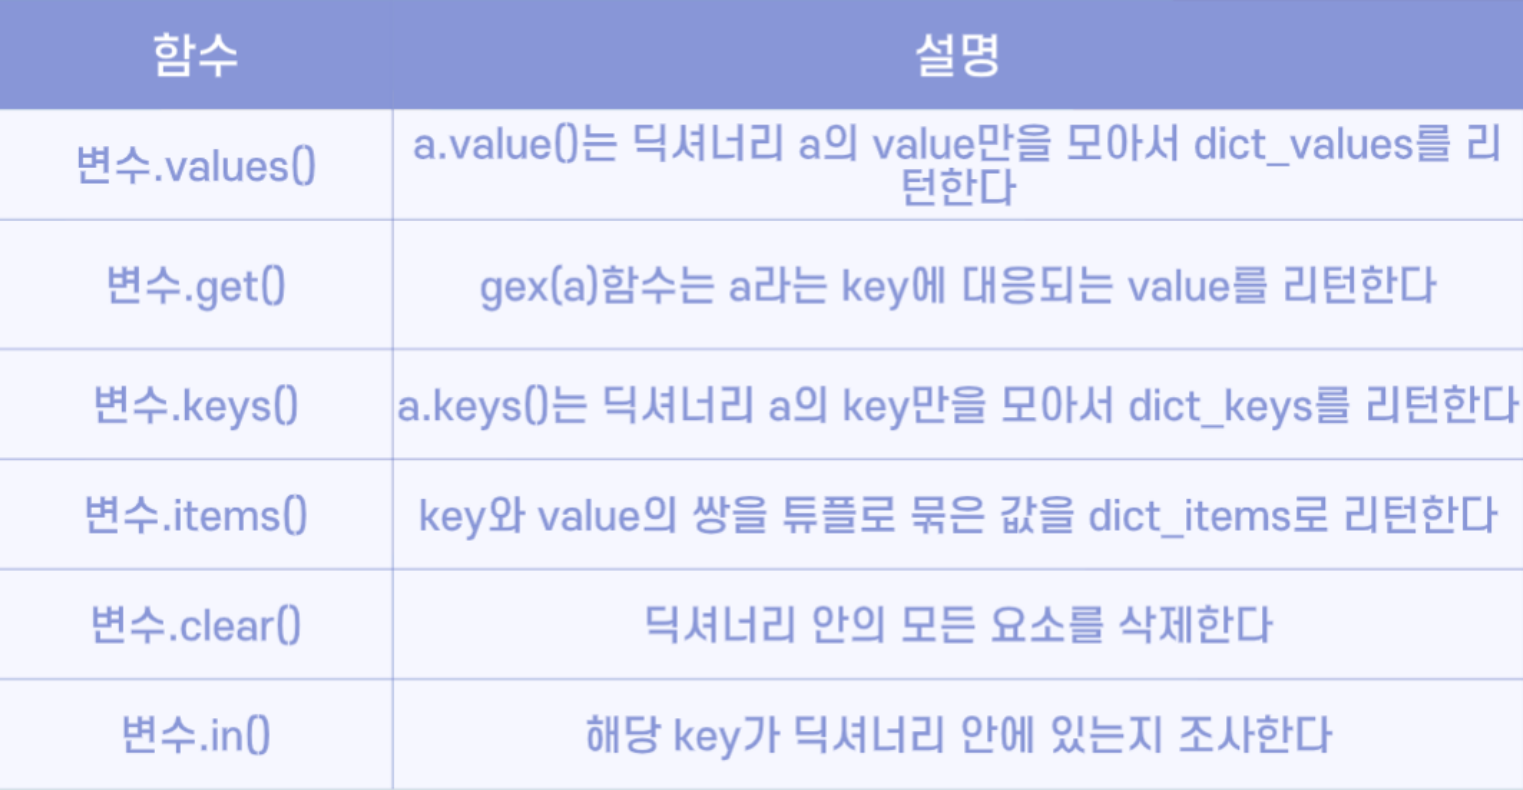 함수
설명
변수.values()
a.value()는 딕셔너리 a의 value만을 모아서 dict_values를 리
턴한다
변수.get()
gex(a)함수는 a라는 key에 대응되는 value를 리턴한다
변수.keys()
a.keys()는 딕셔너리 a의 key만을 모아서 dict_keys를 리턴한다
변수.items()
key와 value의 쌍을 튜플로 묶은 값을 dict_items로 리턴한다
변수.clear()
딕셔너리 안의 모든 요소를 삭제한다
변수.in()
해당 key가 딕셔너리 안에 있는지 조사한다